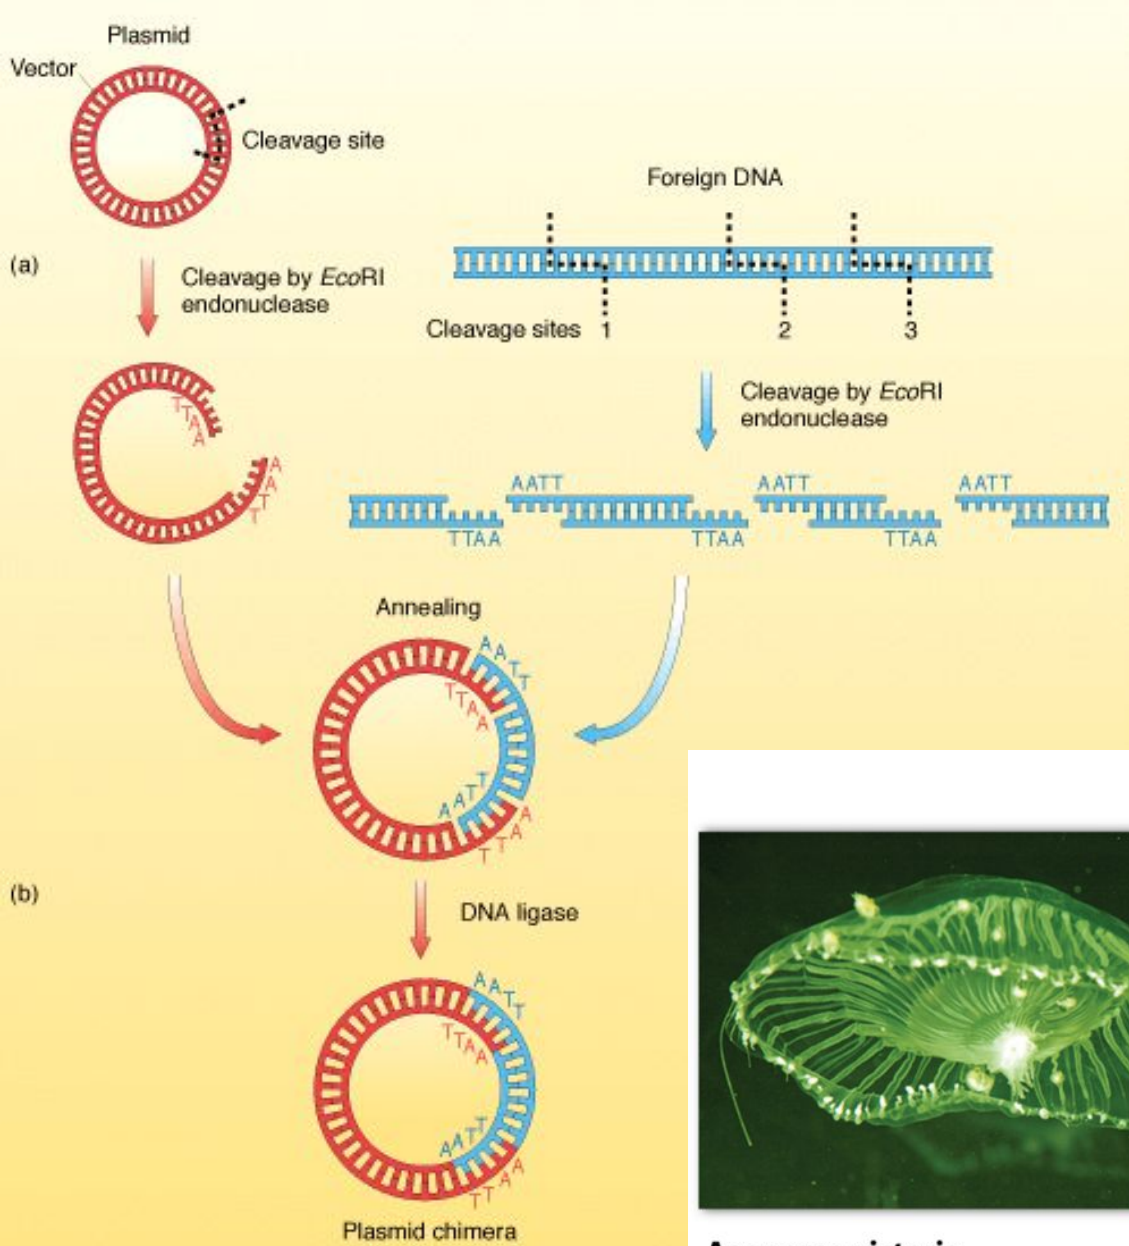 Plasmid
Vector
Cleavage site
Foreign DNA
(a)
Cleavage by EcoRI
endonuclease
Cleavage sites 1 2 3
Cleavage by EcoRI
endonuclease
TTAA
AATT
AATT AATT AATT
TTAA TTAA TTAA
Annealing
AATT
TTAA
AATT
TTAA
(b)
DNA ligase
AATT
TTAA
AATT
TTAA
Plasmid chimera